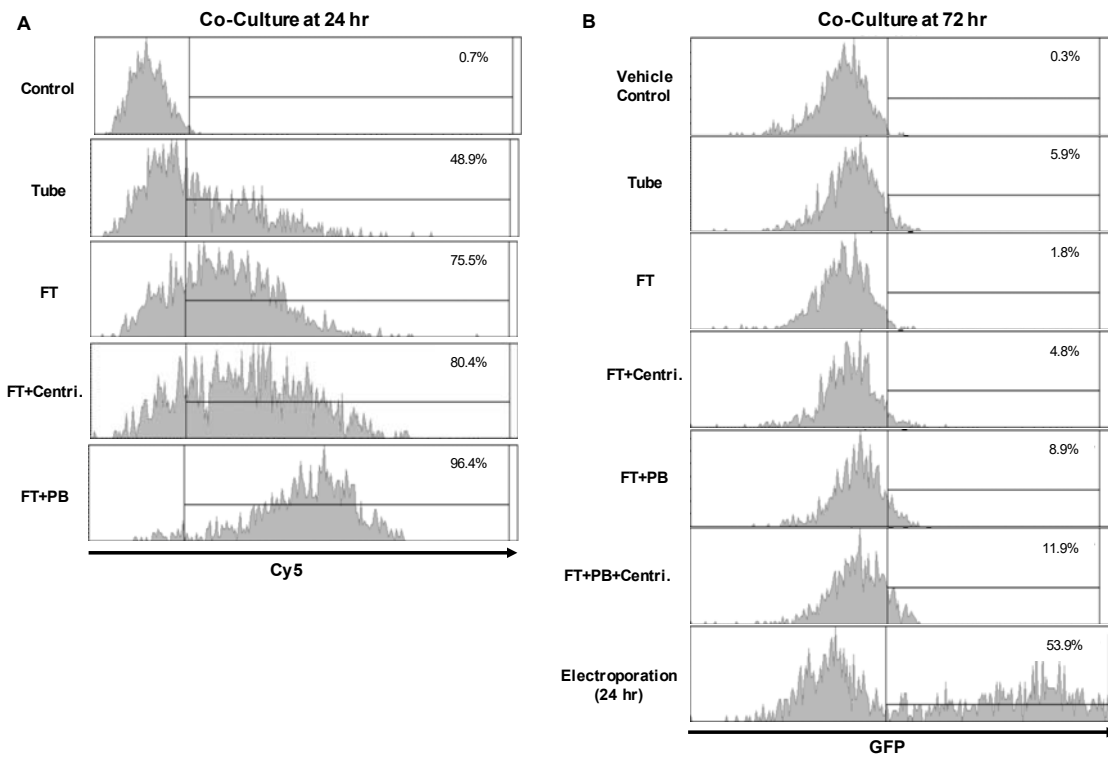 A
Co-Culture at 24 hr
Control
0.7%
Tube
48.9%
FT
75.5%
FT+Centri.
80.4%
FT+PB
96.4%
Cy5
B
Co-Culture at 72 hr
Vehicle
Control
0.3%
Tube
5.9%
FT
1.8%
FT+Centri.
4.8%
FT+PB
8.9%
FT+PB+Centri.
11.9%
Electroporation
(24 hr)
53.9%
GFP